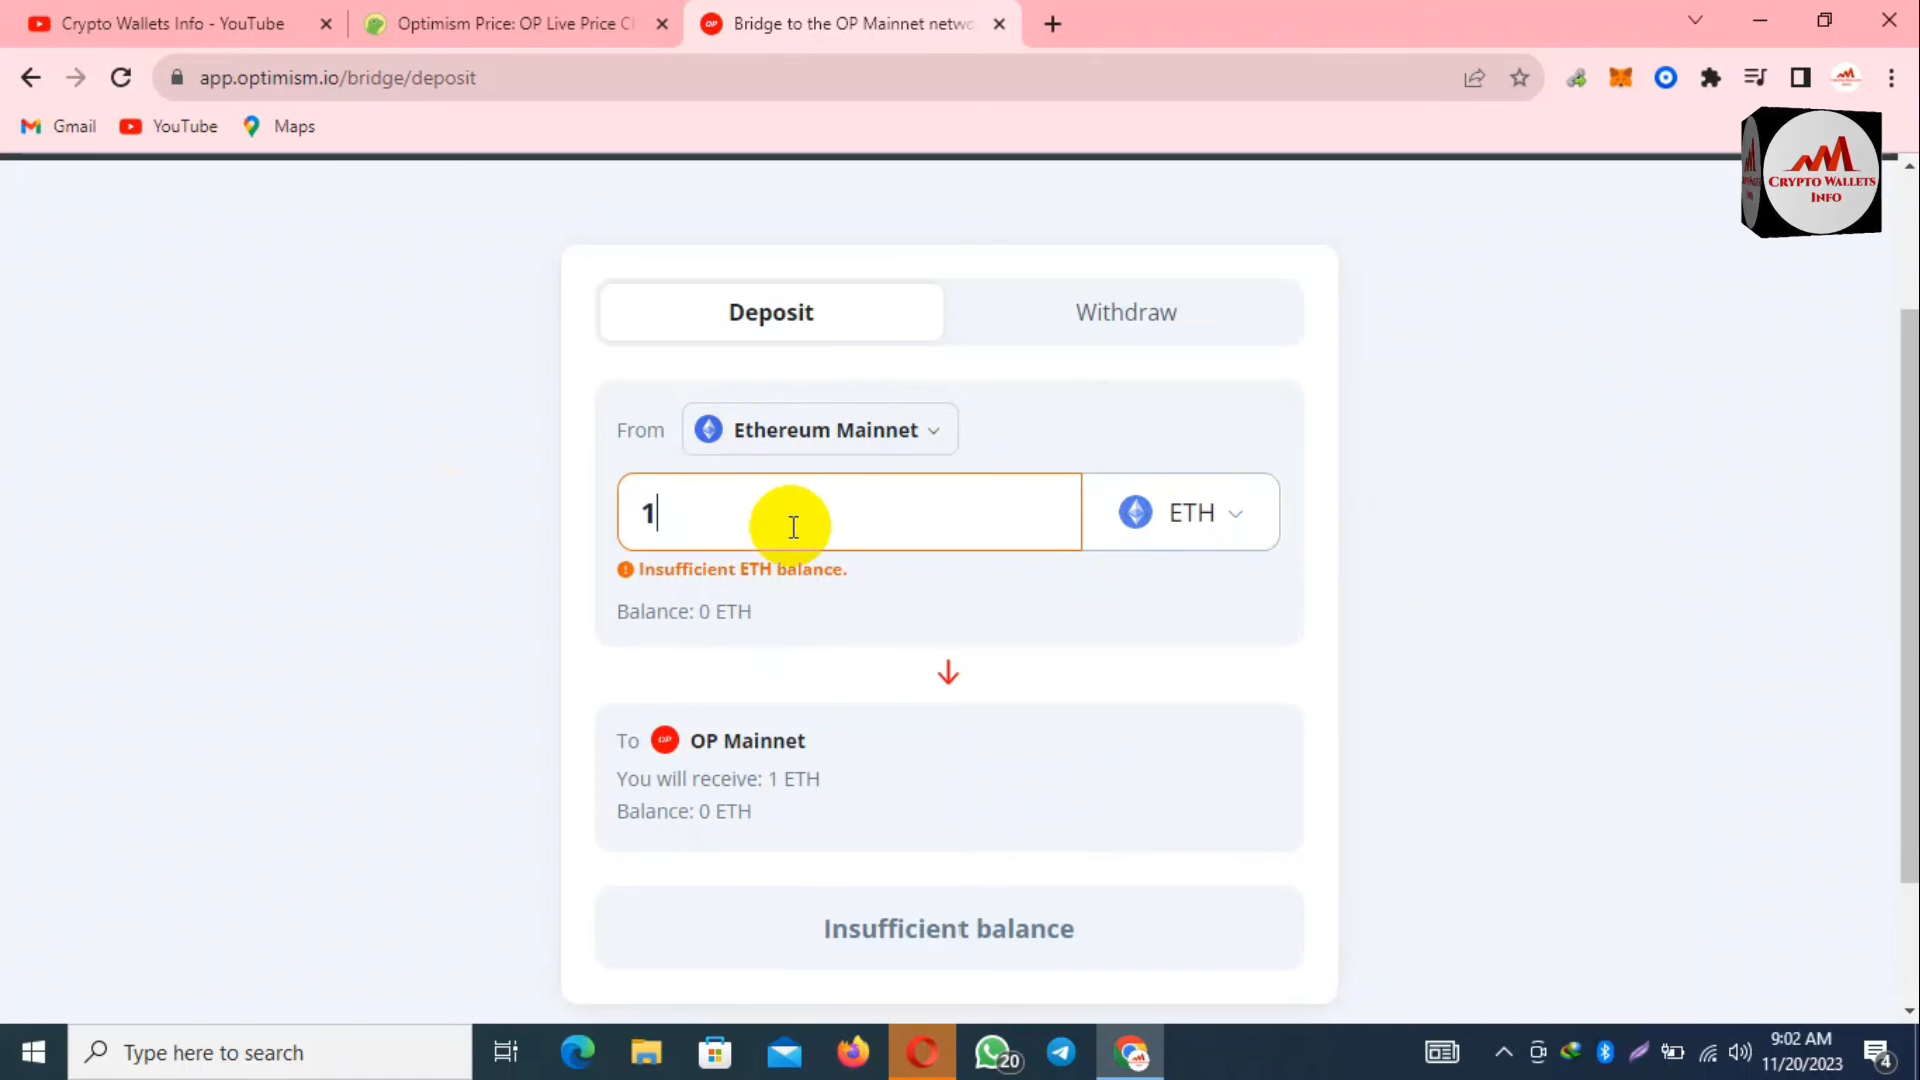 Crypto Wallets Info - YouTube
Optimism Price: OP Live Price C
Bridge to the OP Mainnet netwo
app.optimism.io/bridge/deposit
Gmail
YouTube
Maps
CRYPTO WALLETS
INFO
Deposit
Withdraw
From
Ethereum Mainnet
1
ETH
Insufficient ETH balance.
Balance: 0 ETH
To
OP
OP Mainnet
You will receive: 1 ETH
Balance: 0 ETH
Insufficient balance
Type here to search
20
9:02 AM
11/20/2023
4